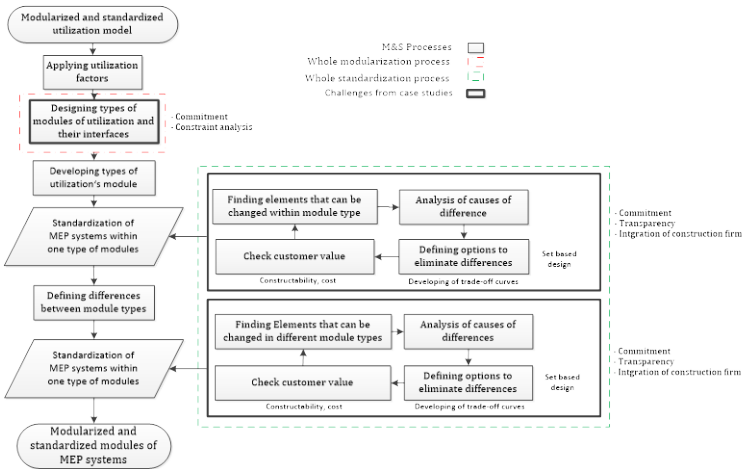 Modularized and standardized
utilization model
Applying utilization
factors
Designing types of
modules of utilization and
their interfaces
- Commitment
- Constraint analysis
Developing types of
utilization's module
Standardization of
MEP systems within
one type of modules
Defining differences
between module types
Standardization of
MEP systems within
one type of modules
Modularized and
standardized modules of
MEP systems
M&S Processes
Whole modularization process
Whole standardization process
Challenges from case studies
Finding elements that can be
changed within module type
Analysis of causes of
difference
Check customer value
Defining options to
eliminate differences
Set based
design
Constructability, cost
Developing of trade-off curves
- Commitment
- Transparency
- Intgration of construction firm
Finding Elements that can be
changed in different module types
Analysis of causes of
differences
Check customer value
Defining options to
eliminate differences
Set based
design
Constructability, cost
Developing of trade-off curves
- Commitment
- Transparency
- Intgration of construction firm